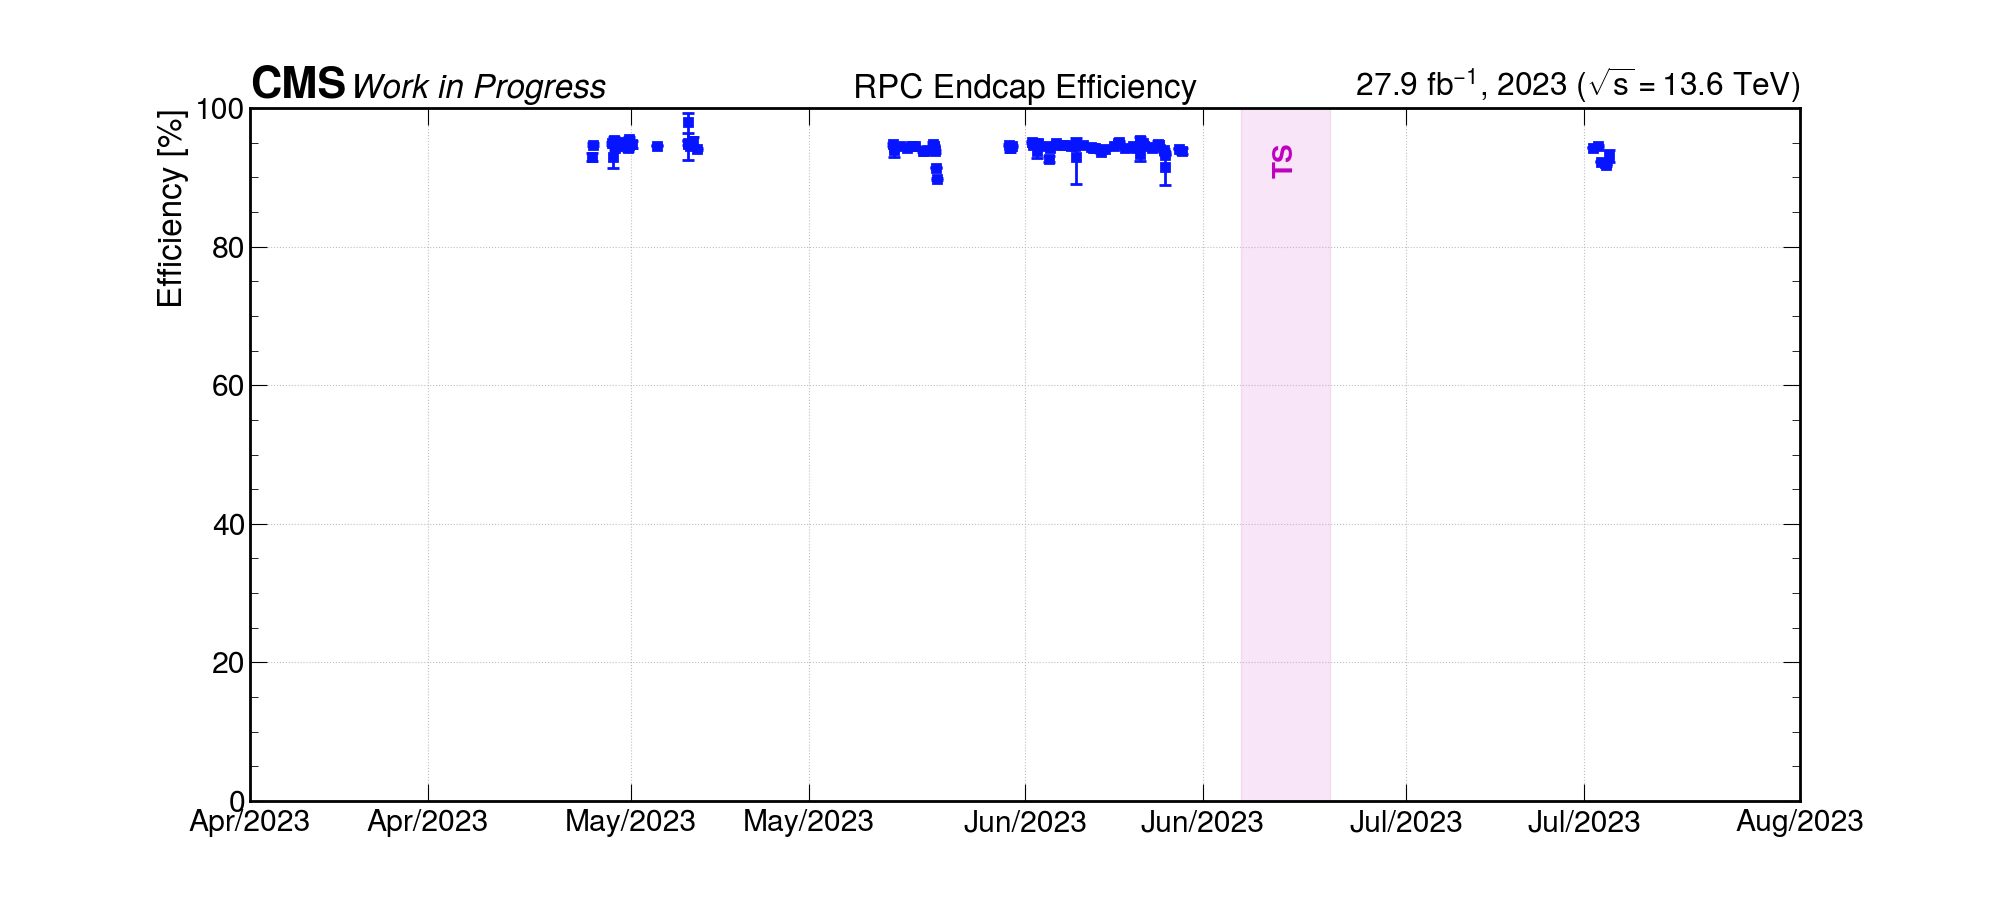 CMS Work in Progress RPC Endcap Efficiency 27.9 fb⁻¹, 2023 (√s = 13.6 TeV)
Efficiency [%]
100
80
60
40
20
0
TS
Apr/2023 Apr/2023 May/2023 May/2023 Jun/2023 Jun/2023 Jul/2023 Jul/2023 Aug/2023